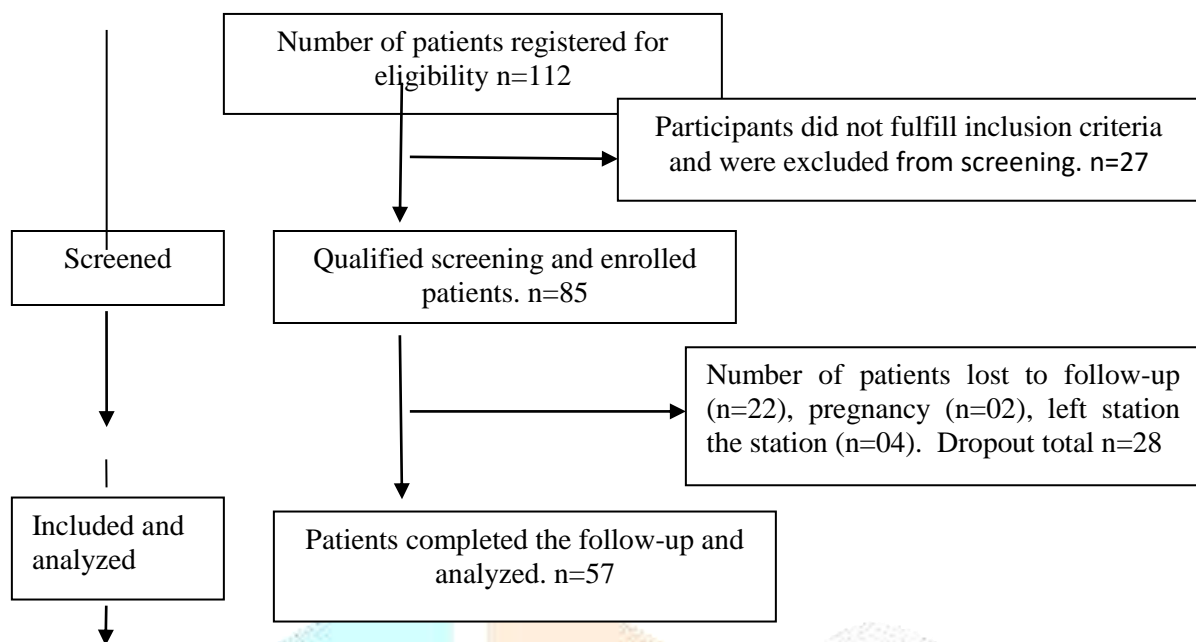 Number of patients registered for
eligibility n=112
Participants did not fulfill inclusion criteria
and were excluded from screening. n=27
Screened
Qualified screening and enrolled
patients. n=85
Number of patients lost to follow-up
(n=22), pregnancy (n=02), left station
the station (n=04). Dropout total n=28
Included and
analyzed
Patients completed the follow-up and
analyzed. n=57